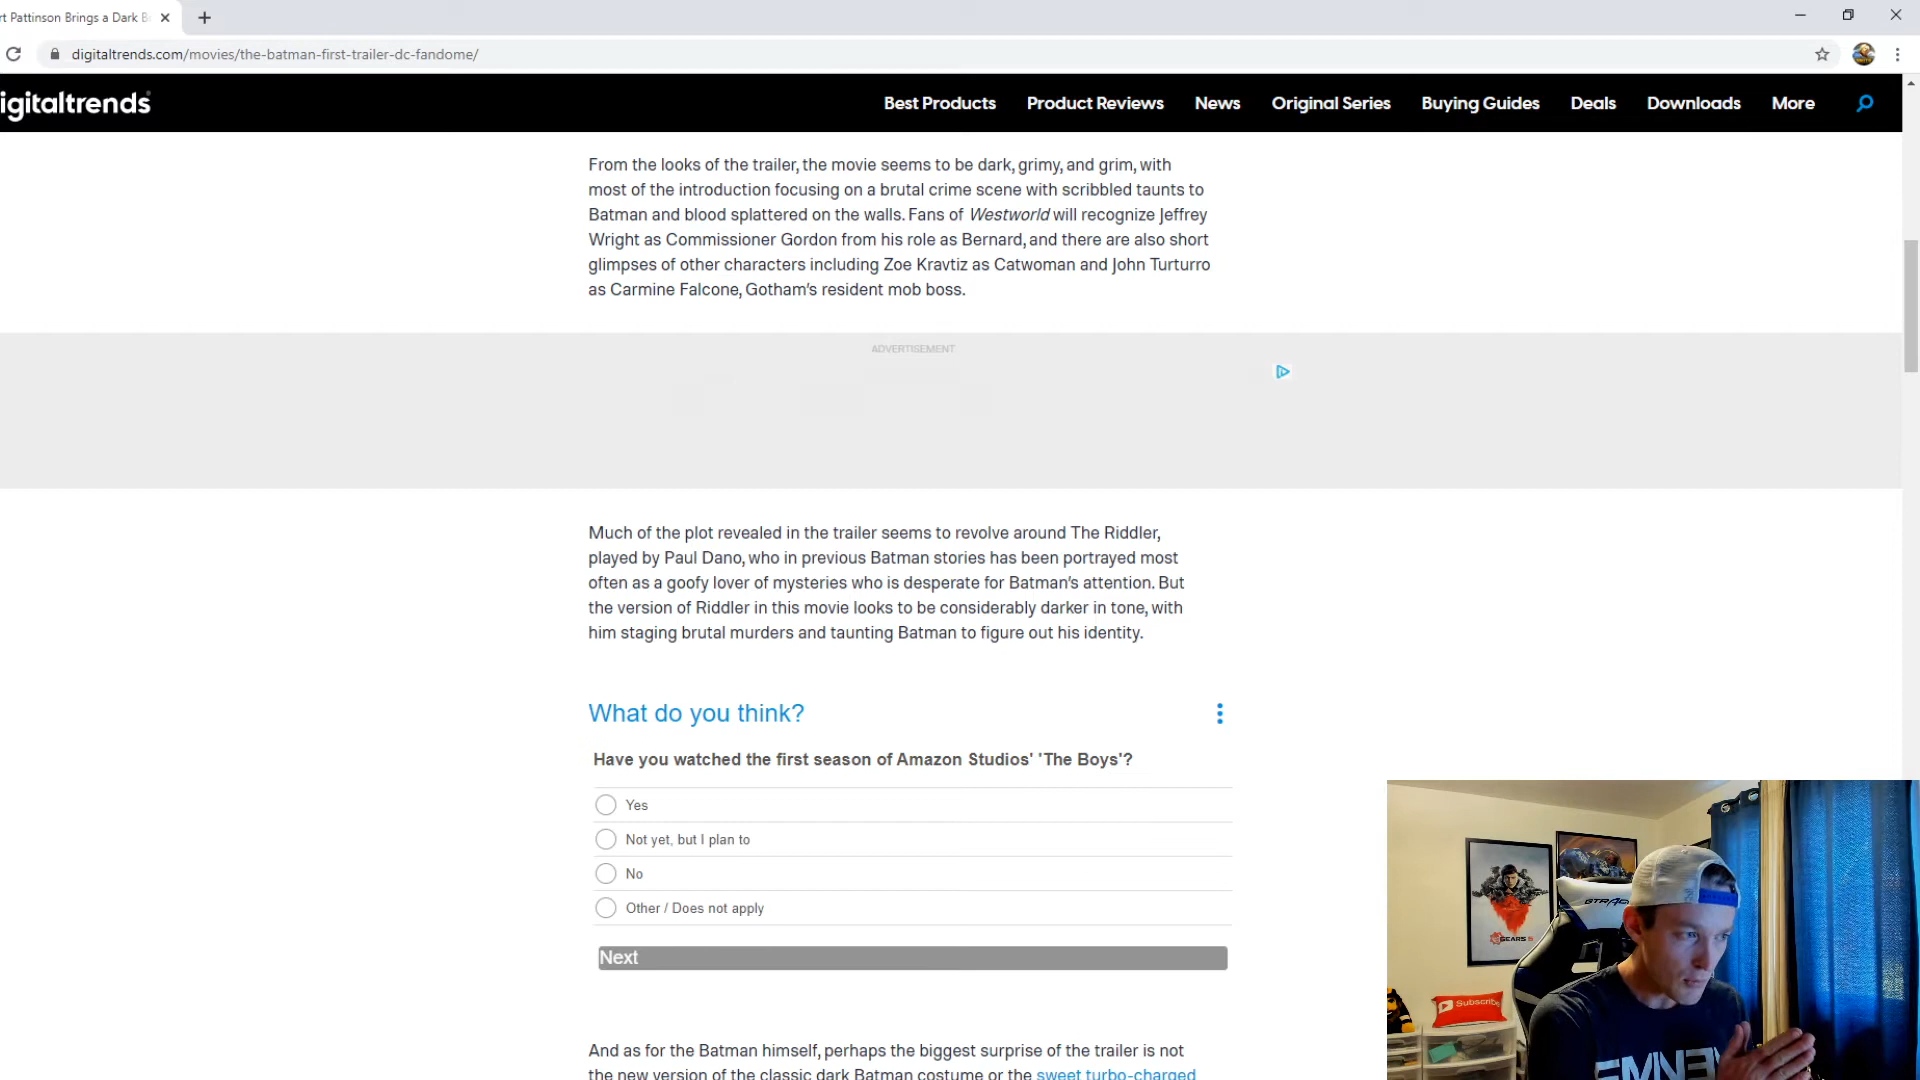 rt Pattinson Brings a Dark B
digitaltrends.com/movies/the-batman-first-trailer-dc-fandome/
igitaltrends
Best Products Product Reviews News Original Series Buying Guides Deals Downloads More
From the looks of the trailer, the movie seems to be dark, grimy, and grim, with
most of the introduction focusing on a brutal crime scene with scribbled taunts to
Batman and blood splattered on the walls. Fans of Westworld will recognize Jeffrey
Wright as Commissioner Gordon from his role as Bernard, and there are also short
glimpses of other characters including Zoe Kravtiz as Catwoman and John Turturro
as Carmine Falcone, Gotham's resident mob boss.
ADVERTISEMENT
Much of the plot revealed in the trailer seems to revolve around The Riddler,
played by Paul Dano, who in previous Batman stories has been portrayed most
often as a goofy lover of mysteries who is desperate for Batman's attention. But
the version of Riddler in this movie looks to be considerably darker in tone, with
him staging brutal murders and taunting Batman to figure out his identity.
What do you think?
Have you watched the first season of Amazon Studios' 'The Boys'?
Yes
Not yet, but I plan to
No
Other / Does not apply
Next
And as for the Batman himself, perhaps the biggest surprise of the trailer is not
the new version of the classic dark Batman costume or the sweet turbo-charged
GEARS 5
Subscribe
EMINEM